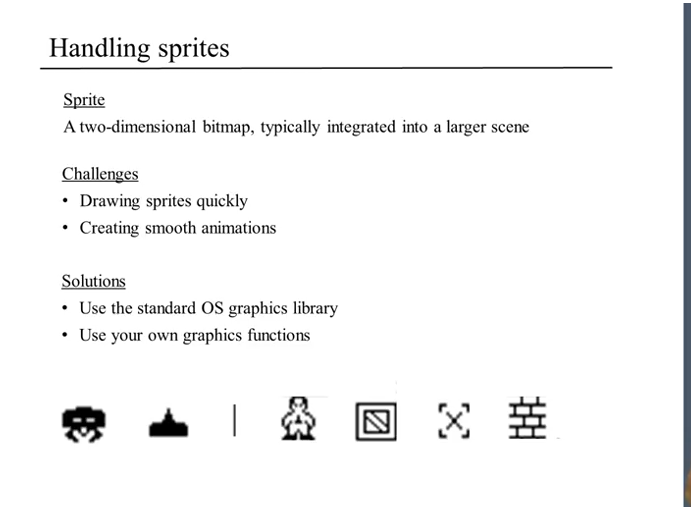 Handling sprites
Sprite
A two-dimensional bitmap, typically integrated into a larger scene
Challenges
• Drawing sprites quickly
• Creating smooth animations
Solutions
• Use the standard OS graphics library
• Use your own graphics functions